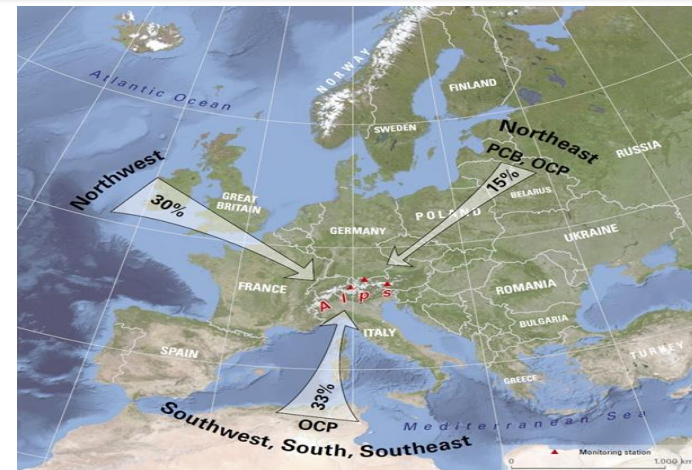 Atlantic Ocean
NORWAY
FINLAND
SWEDEN
Northeast
PCB, OCP
15%
RUSSIA
Northwest
30%
GREAT
BRITAIN
BELARUS
POLAND
GERMANY
UKRAINE
FRANCE
Alps
ROMANIA
ITALY
BULGARIA
SPAIN
TURKEY
GREECE
33%
OCP
Mediterranean Sea
Southwest, South, Southeast
Monitoring station
0
1.000 km